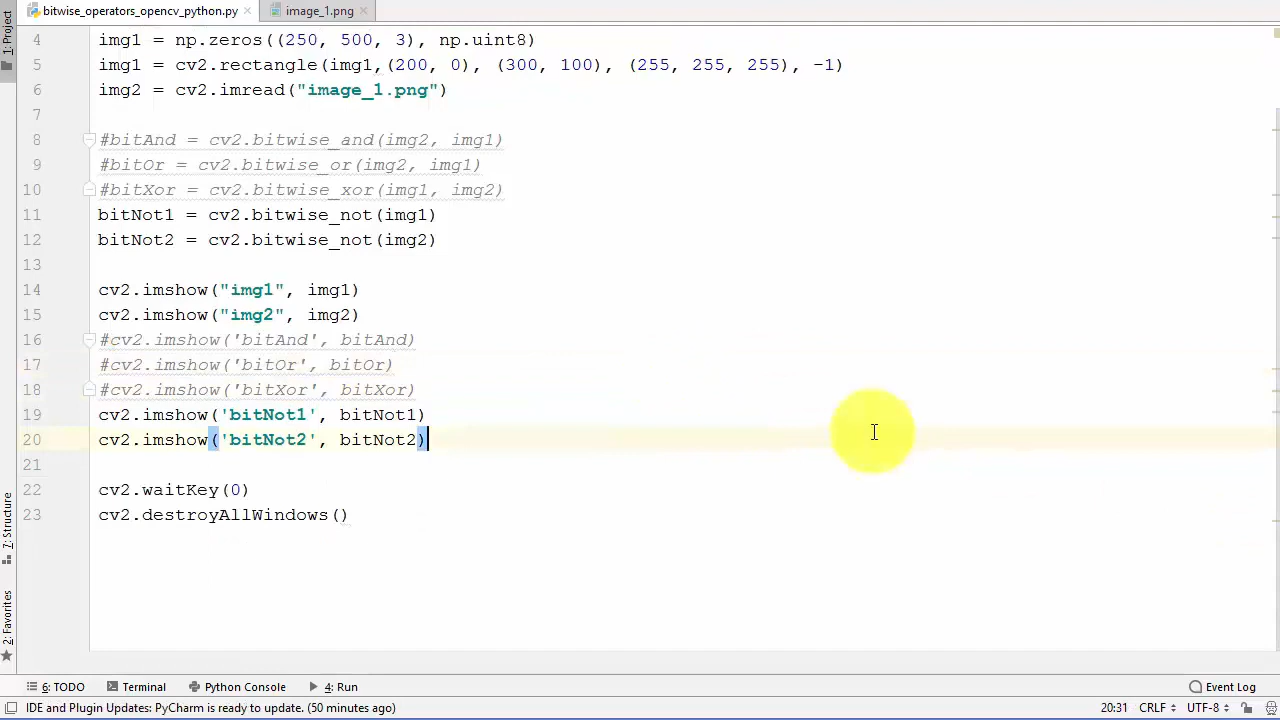 bitwise_operators_opencv_python.py
image_1.png
1: Project
4 img1 = np.zeros((250, 500, 3), np.uint8)
5 img1 = cv2.rectangle(img1,(200, 0), (300, 100), (255, 255, 255), -1)
6 img2 = cv2.imread("image_1.png")
7
8 #bitAnd = cv2.bitwise_and(img2, img1)
9 #bitOr = cv2.bitwise_or(img2, img1)
10 #bitXor = cv2.bitwise_xor(img1, img2)
11 bitNot1 = cv2.bitwise_not(img1)
12 bitNot2 = cv2.bitwise_not(img2)
13
14 cv2.imshow("img1", img1)
15 cv2.imshow("img2", img2)
16 #cv2.imshow('bitAnd', bitAnd)
17 #cv2.imshow('bitOr', bitOr)
18 #cv2.imshow('bitXor', bitXor)
19 cv2.imshow('bitNot1', bitNot1)
20 cv2.imshow('bitNot2', bitNot2)
21
22 cv2.waitKey(0)
23 cv2.destroyAllWindows()
7: Structure
2: Favorites
6: TODO Terminal Python Console 4: Run Event Log
IDE and Plugin Updates: PyCharm is ready to update. (50 minutes ago) 20:31 CRLF UTF-8